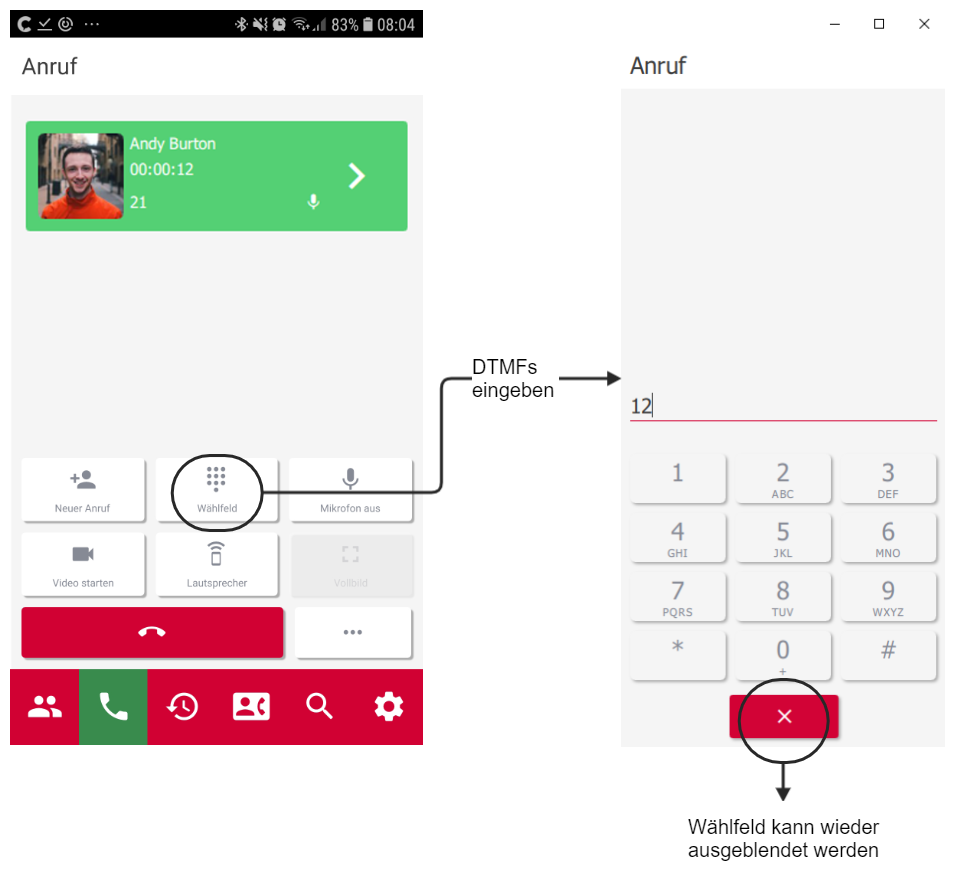 83% 08:04
Anruf
Andy Burton
00:00:12
21
Neuer Anruf
Wählfeld
Mikrofon aus
Video starten
Lautsprecher
Vollbild
DTMFs
eingeben
Anruf
12
1
2
3
ABC
DEF
4
5
6
GHI
JKL
MNO
7
8
9
PQRS
TUV
WXYZ
*
0
#
+
Wählfeld kann wieder
ausgeblendet werden